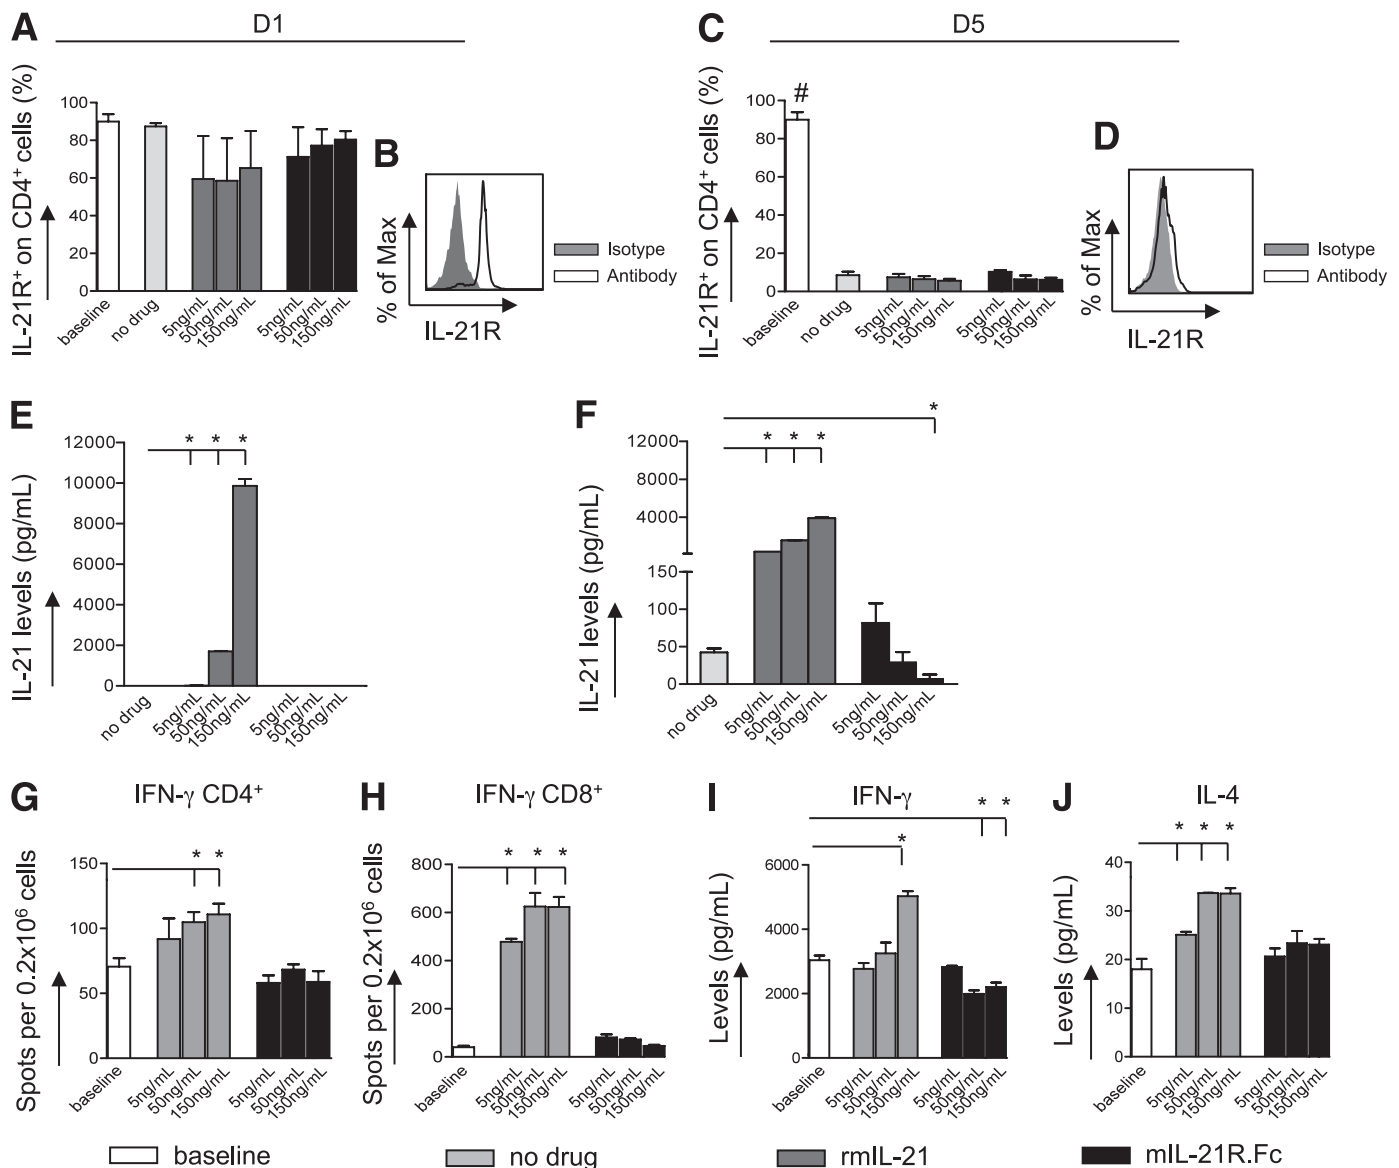 A
D1
IL-21R⁺ on CD4⁺ cells (%)
100
80
60
40
20
0
baseline
no drug
5ng/mL
50ng/mL
150ng/mL
5ng/mL
50ng/mL
150ng/mL
B
% of Max
IL-21R
Isotype
Antibody
C
D5
IL-21R⁺ on CD4⁺ cells (%)
100
80
60
40
20
0
#
baseline
no drug
5ng/mL
50ng/mL
150ng/mL
5ng/mL
50ng/mL
150ng/mL
D
% of Max
IL-21R
Isotype
Antibody
E
IL-21 levels (pg/mL)
12000
10000
8000
6000
4000
2000
0
* * *
no drug
5ng/mL
50ng/mL
150ng/mL
5ng/mL
50ng/mL
150ng/mL
F
IL-21 levels (pg/mL)
12000
8000
4000
150
100
50
0
*
* * *
no drug
5ng/mL
50ng/mL
150ng/mL
5ng/mL
50ng/mL
150ng/mL
G
IFN-γ CD4⁺
Spots per 0.2x10⁶ cells
150
100
50
0
* *
baseline
5ng/mL
50ng/mL
150ng/mL
5ng/mL
50ng/mL
150ng/mL
H
IFN-γ CD8⁺
Spots per 0.2x10⁶ cells
800
600
400
200
0
* * *
baseline
5ng/mL
50ng/mL
150ng/mL
5ng/mL
50ng/mL
150ng/mL
I
IFN-γ
Levels (pg/mL)
6000
4000
2000
0
* *
*
baseline
5ng/mL
50ng/mL
150ng/mL
5ng/mL
50ng/mL
150ng/mL
J
IL-4
Levels (pg/mL)
40
30
20
10
0
* * *
baseline
5ng/mL
50ng/mL
150ng/mL
5ng/mL
50ng/mL
150ng/mL
baseline
no drug
rmIL-21
mIL-21R.Fc